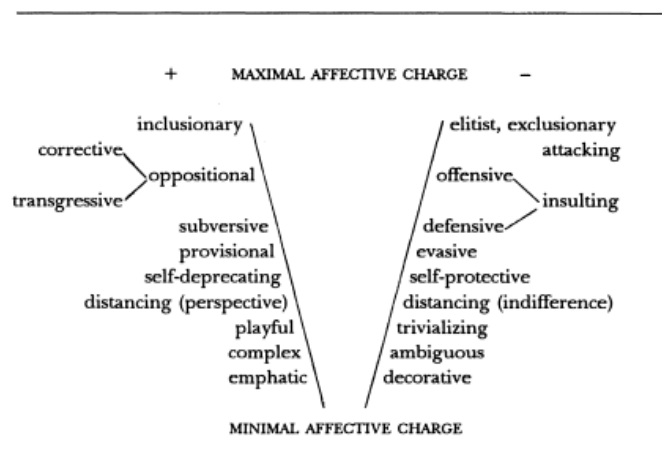 + MAXIMAL AFFECTIVE CHARGE −
inclusionary elitist, exclusionary
corrective attacking
oppositional offensive
transgressive insulting
subversive defensive
provisional evasive
self-deprecating self-protective
distancing (perspective) distancing (indifference)
playful trivializing
complex ambiguous
emphatic decorative
MINIMAL AFFECTIVE CHARGE